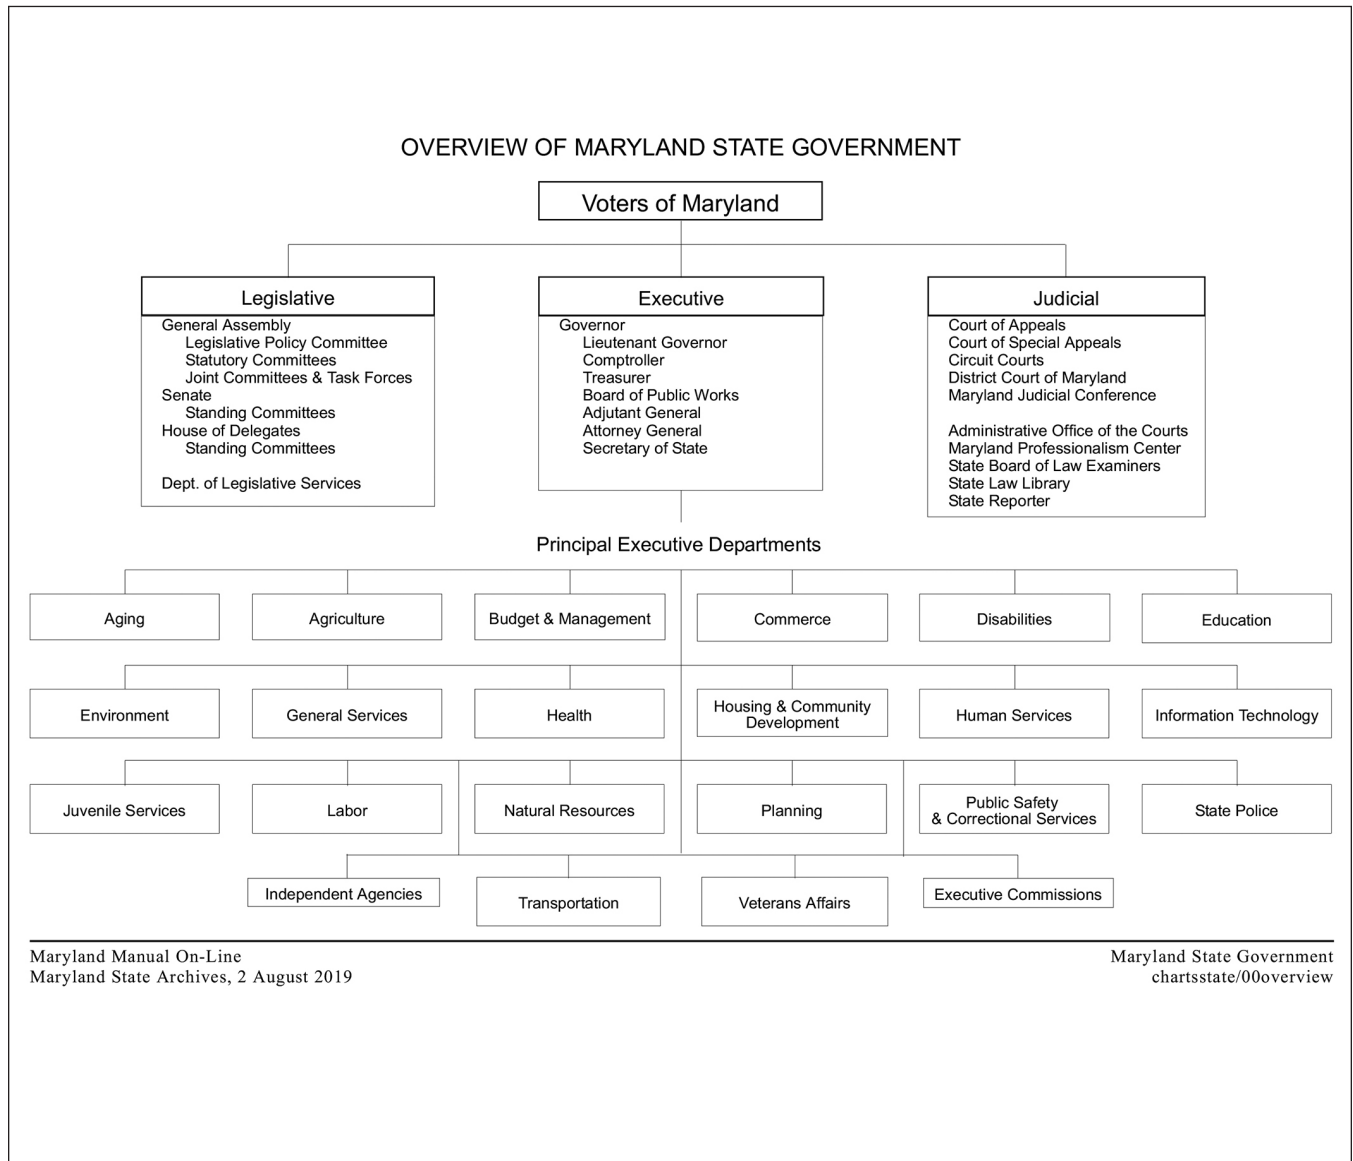 OVERVIEW OF MARYLAND STATE GOVERNMENT
Voters of Maryland
Legislative
General Assembly
Legislative Policy Committee
Statutory Committees
Joint Committees & Task Forces
Senate
Standing Committees
House of Delegates
Standing Committees
Dept. of Legislative Services
Executive
Governor
Lieutenant Governor
Comptroller
Treasurer
Board of Public Works
Adjutant General
Attorney General
Secretary of State
Judicial
Court of Appeals
Court of Special Appeals
Circuit Courts
District Court of Maryland
Maryland Judicial Conference
Administrative Office of the Courts
Maryland Professionalism Center
State Board of Law Examiners
State Law Library
State Reporter
Principal Executive Departments
Aging
Agriculture
Budget & Management
Commerce
Disabilities
Education
Environment
General Services
Health
Housing & Community
Development
Human Services
Information Technology
Juvenile Services
Labor
Natural Resources
Planning
Public Safety
& Correctional Services
State Police
Independent Agencies
Transportation
Veterans Affairs
Executive Commissions
Maryland Manual On-Line
Maryland State Archives, 2 August 2019
Maryland State Government
chartsstate/00overview